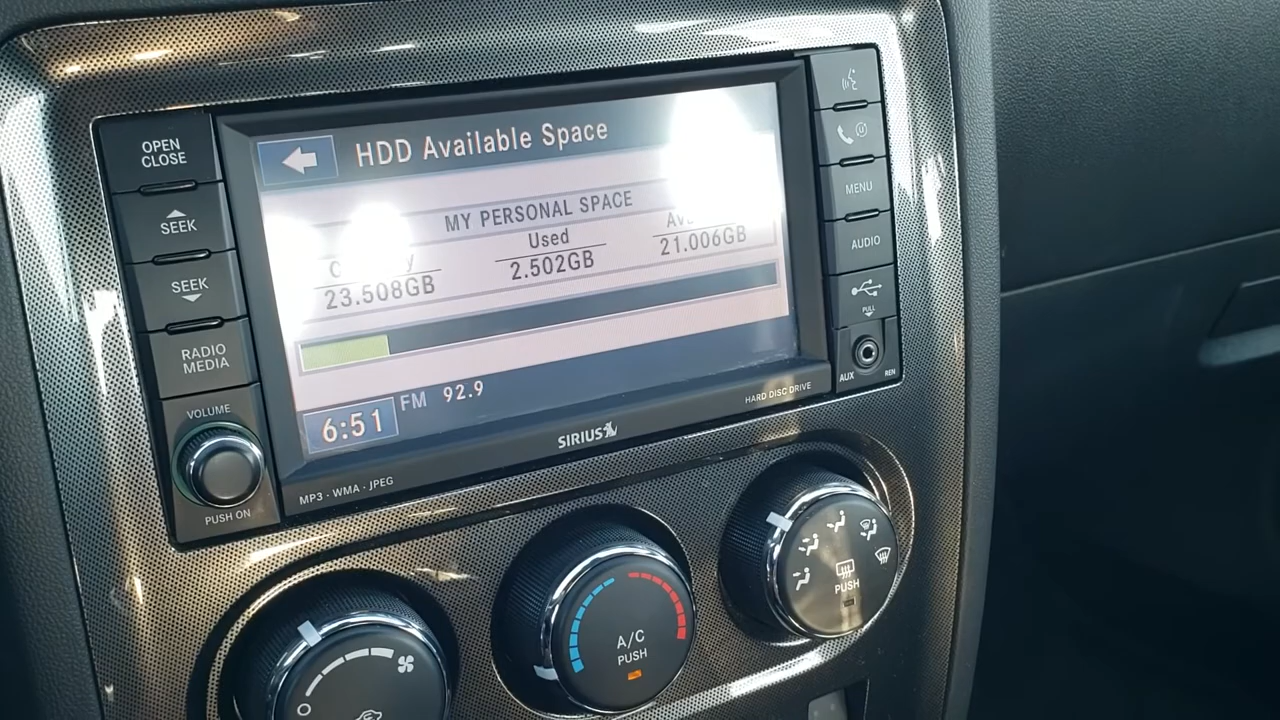 OPEN
CLOSE
SEEK
SEEK
RADIO
MEDIA
VOLUME
PUSH ON
HDD Available Space
MY PERSONAL SPACE
Used
23.508GB
2.502GB
21.006GB
6:51
FM 92.9
SIRIUS
HARD DISC DRIVE
MP3 · WMA · JPEG
MENU
AUDIO
PULL
AUX
REN
A/C
PUSH
PUSH